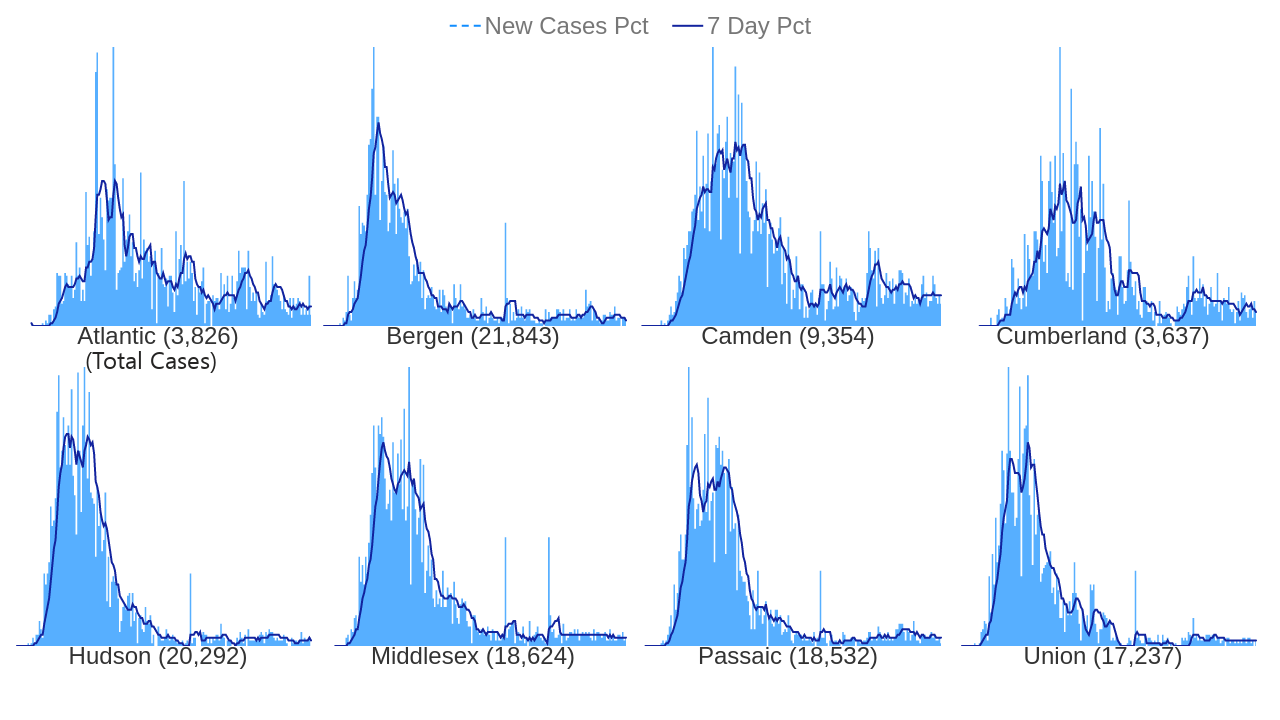 New Cases Pct 7 Day Pct
Atlantic (3,826) Bergen (21,843) Camden (9,354) Cumberland (3,637)
(Total Cases)
Hudson (20,292) Middlesex (18,624) Passaic (18,532) Union (17,237)